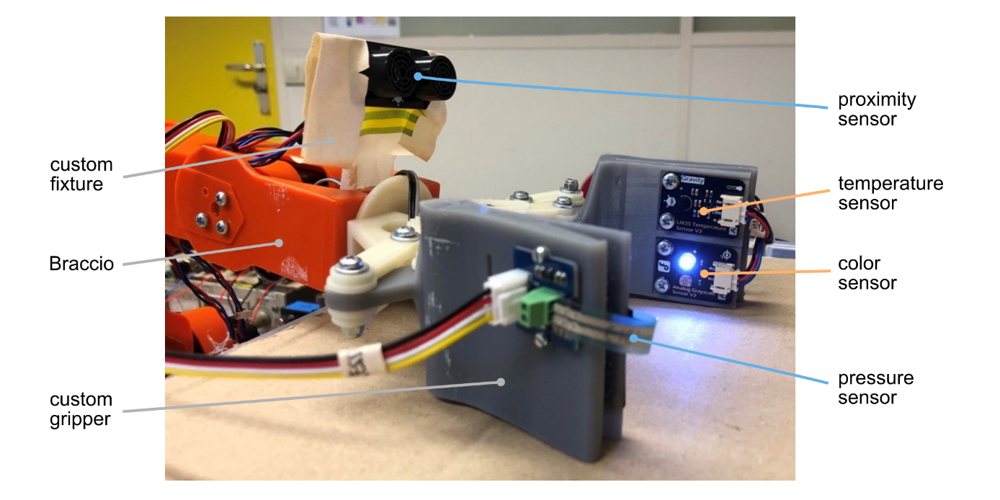 proximity
sensor
custom
fixture
Gravity
temperature
sensor
LM35 Temperature
Sensor V3
Braccio
color
sensor
Analog Grayscale
Sensor V2
custom
gripper
pressure
sensor